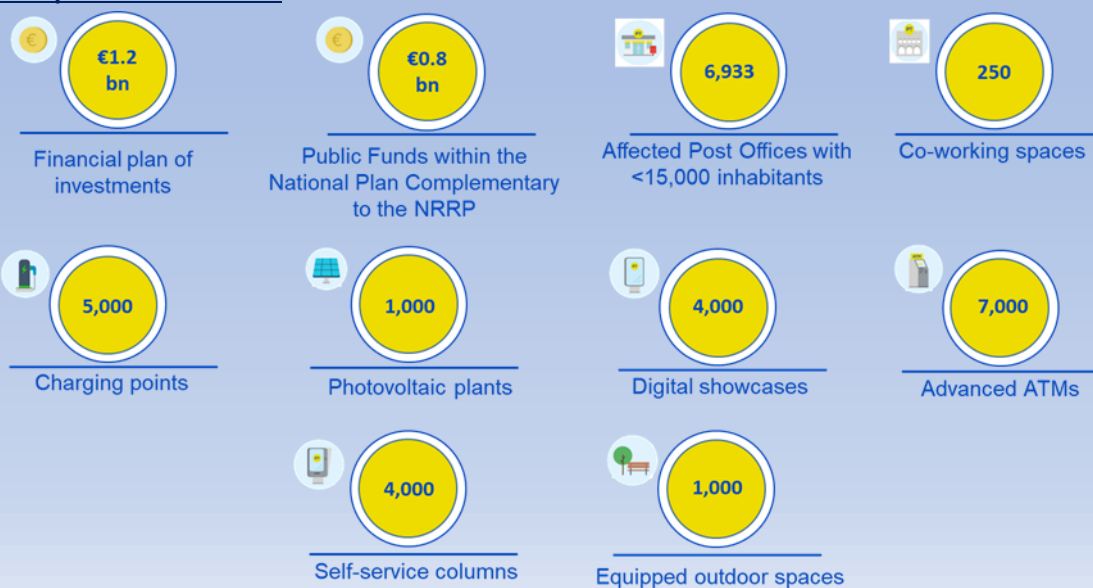 €1.2
bn
€0.8
bn
6,933
250
Financial plan of
investments
Public Funds within the
National Plan Complementary
to the NRRP
Affected Post Offices with
<15,000 inhabitants
Co-working spaces
5,000
1,000
4,000
7,000
Charging points
Photovoltaic plants
Digital showcases
Advanced ATMs
4,000
1,000
Self-service columns
Equipped outdoor spaces